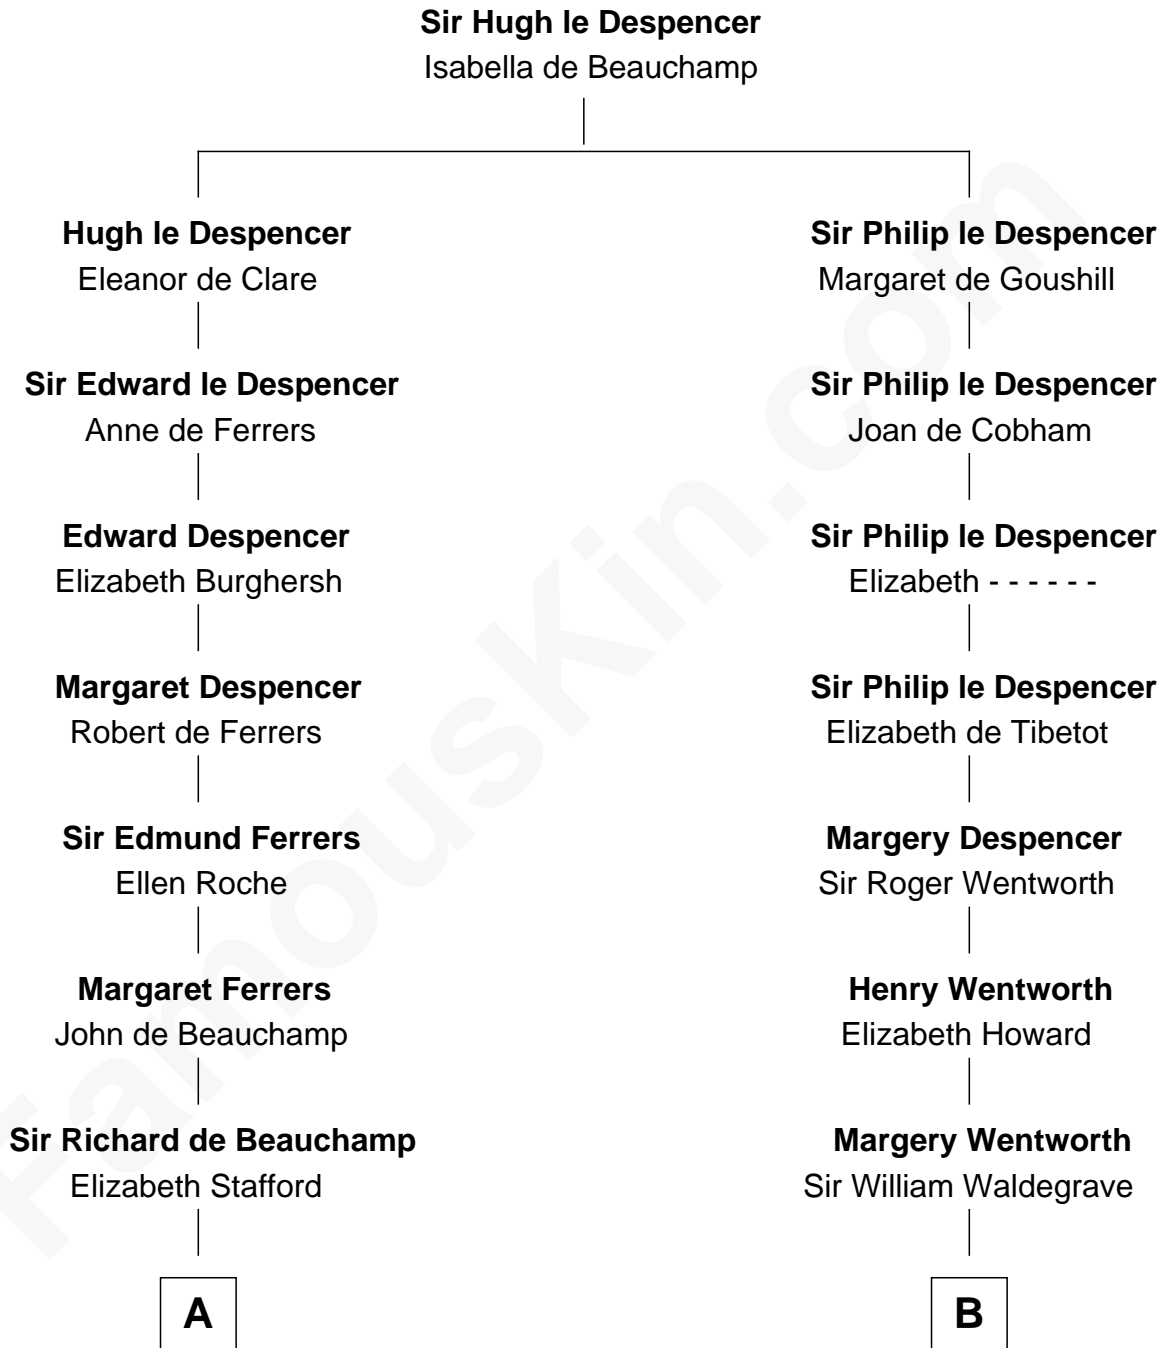 Sir Hugh le Despencer
Isabella de Beauchamp
Hugh le Despencer
Eleanor de Clare
Sir Philip le Despencer
Margaret de Goushill
Sir Edward le Despencer
Anne de Ferrers
Sir Philip le Despencer
Joan de Cobham
Edward Despencer
Elizabeth Burghersh
Sir Philip le Despencer
Elizabeth - - - - - -
Margaret Despencer
Robert de Ferrers
Sir Philip le Despencer
Elizabeth de Tibetot
Sir Edmund Ferrers
Ellen Roche
Margery Despencer
Sir Roger Wentworth
Margaret Ferrers
John de Beauchamp
Henry Wentworth
Elizabeth Howard
Sir Richard de Beauchamp
Elizabeth Stafford
Margery Wentworth
Sir William Waldegrave
A
B
FamousKin.com